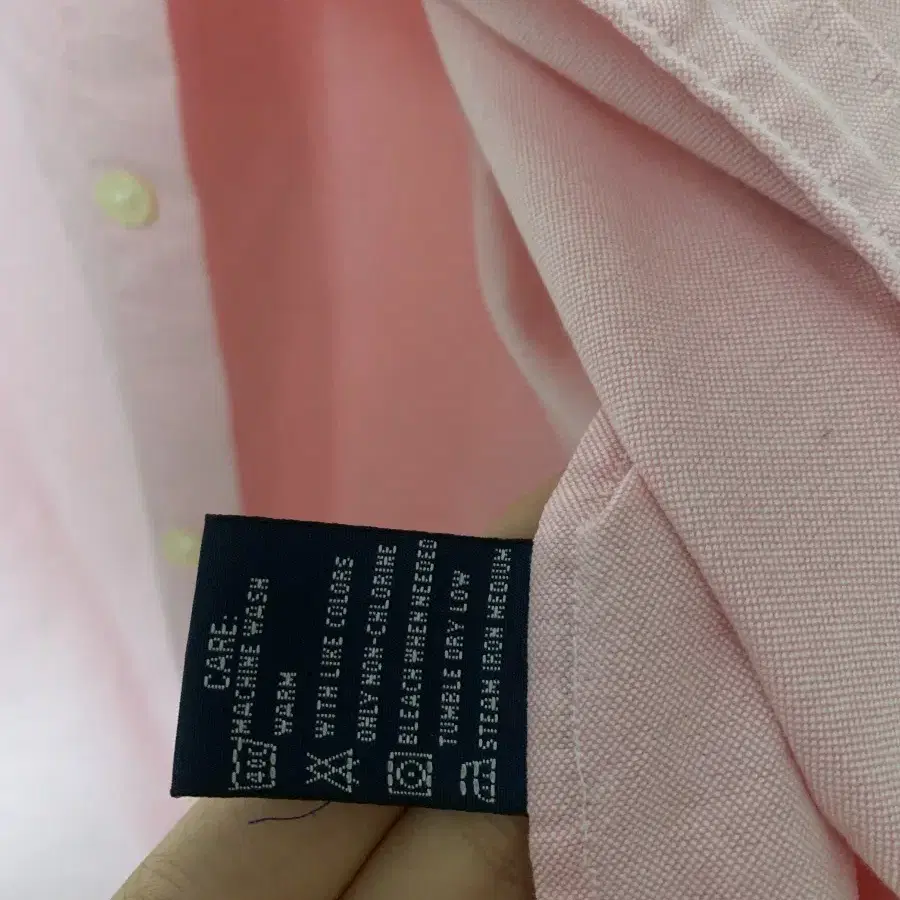 CARE:
MACHINE WASH
WARM
WITH LIKE COLORS
ONLY NON-CHLORINE
BLEACH WHEN NEEDED
TUMBLE DRY LOW
STEAM IRON MEDIUM
40